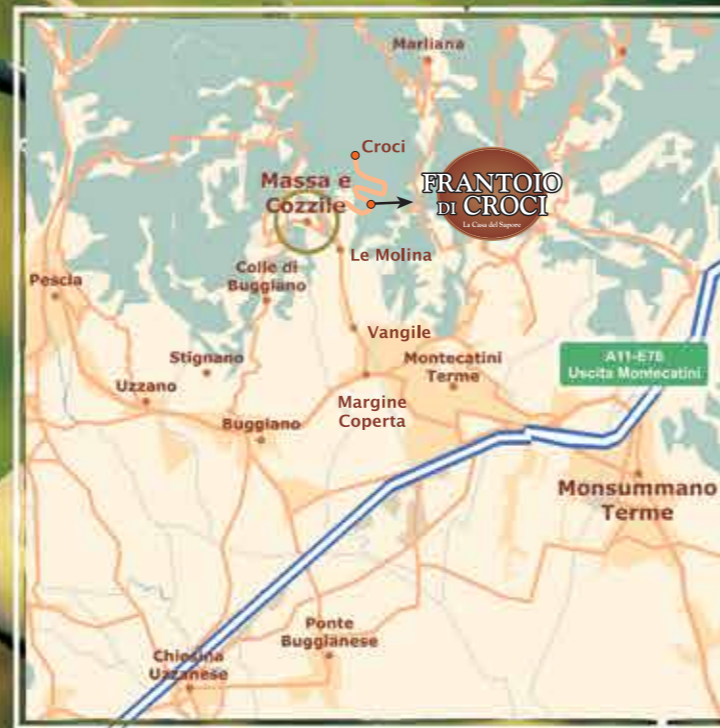 Marliana
Croci
Massa e
Cozzile
FRANTOIO
DI CROCI
La Casa del Sapore
Le Molina
Colle di
Buggiano
Pescia
Vangile
Stignano
Montecatini
Terme
A11-E76
Uscita Montecatini
Uzzano
Margine
Coperta
Buggiano
Monsummano
Terme
Ponte
Buggianese
Chiesina
Uzzanese